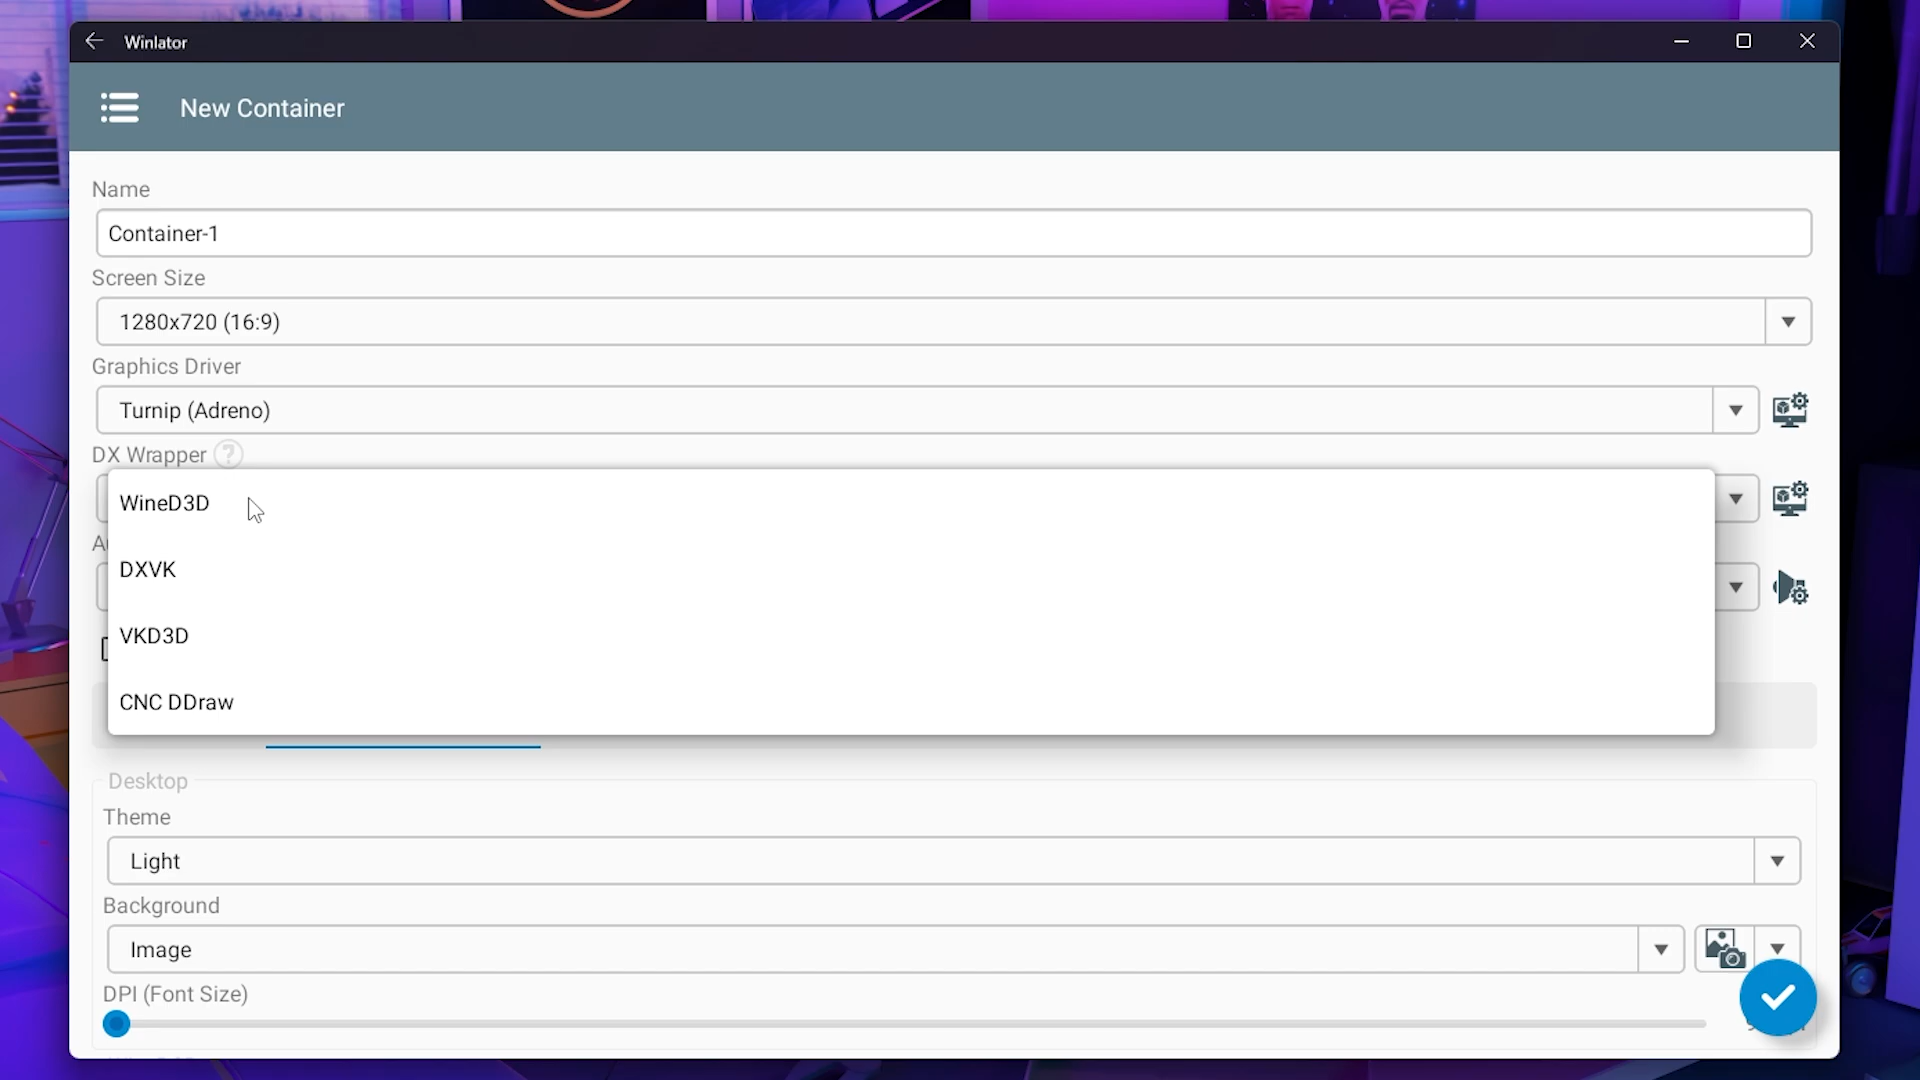 Winlator
New Container
Name
Container-1
Screen Size
1280x720 (16:9)
Graphics Driver
Turnip (Adreno)
DX Wrapper ?
WineD3D
DXVK
VKD3D
CNC DDraw
Desktop
Theme
Light
Background
Image
DPI (Font Size)